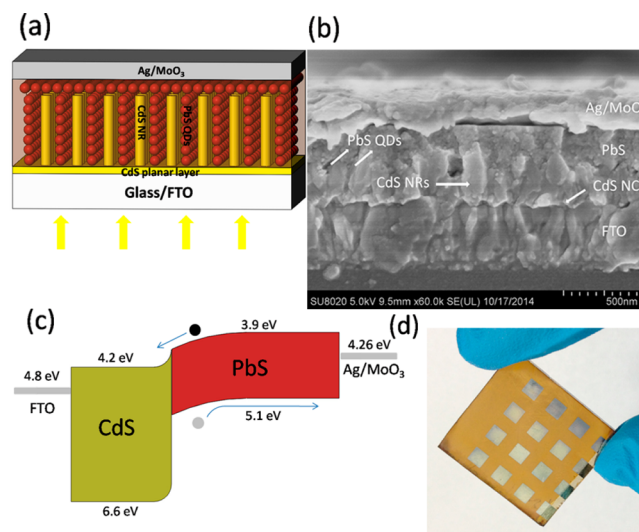 (a)
Ag/MoO₃
CdS NR
PbS QDs
CdS planar layer
Glass/FTO
(b)
Ag/MoO
PbS QDs
PbS
CdS NRs
CdS NC
FTO
SU8020 5.0kV 9.5mm x60.0k SE(UL) 10/17/2014
500nm
(c)
3.9 eV
4.2 eV
4.26 eV
4.8 eV
PbS
Ag/MoO₃
FTO
CdS
5.1 eV
6.6 eV
(d)